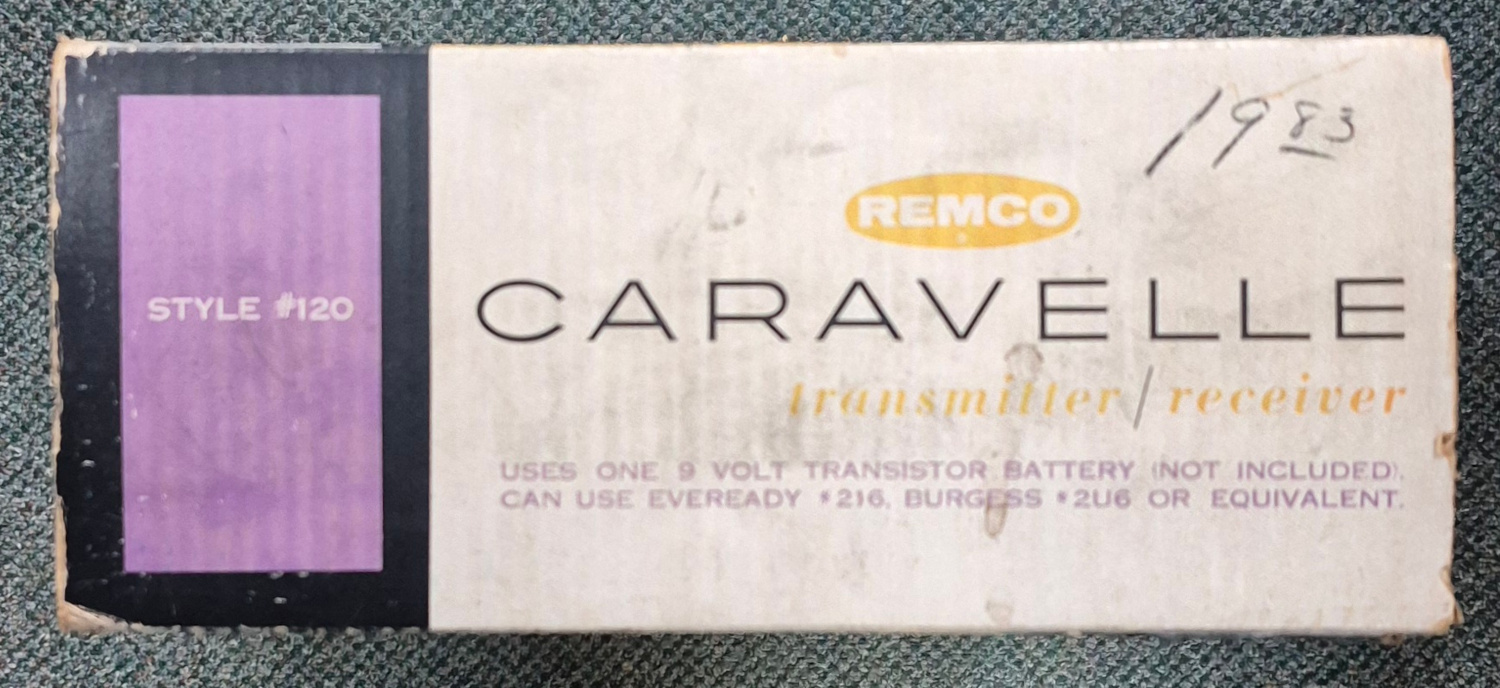 1983
REMCO
STYLE #120
CARAVELLE
transmitter/receiver
USES ONE 9 VOLT TRANSISTOR BATTERY (NOT INCLUDED).
CAN USE EVEREADY #216, BURGESS #2U6 OR EQUIVALENT.